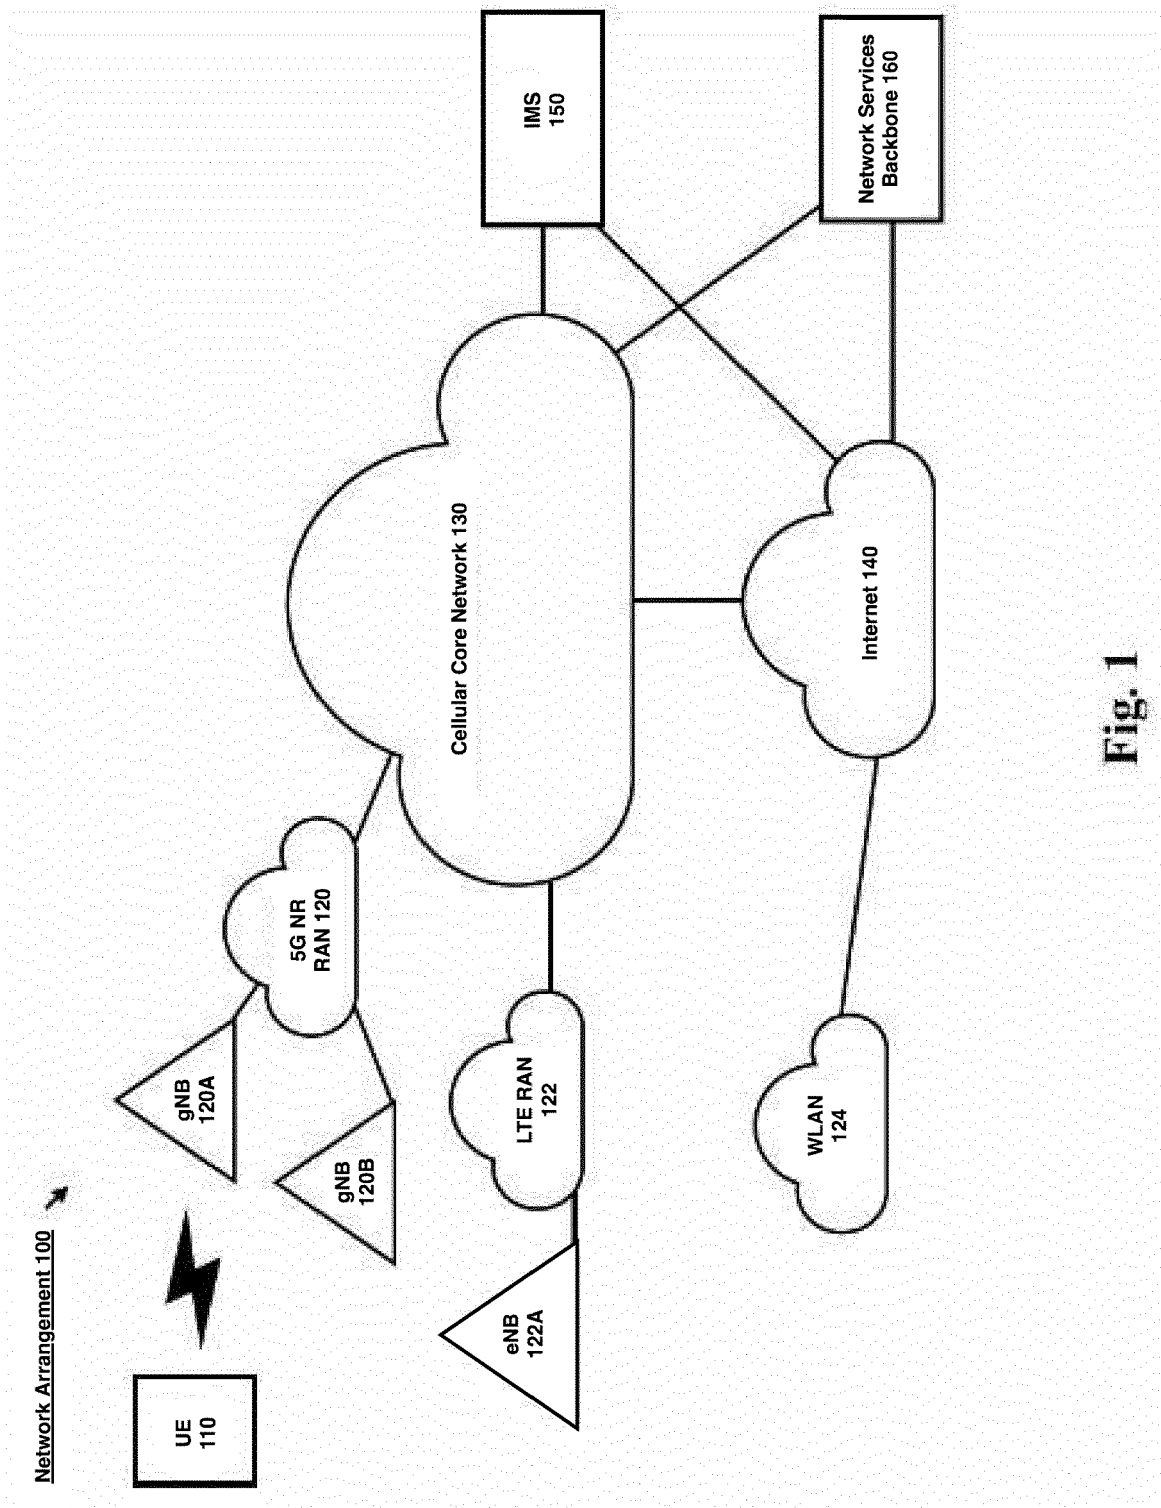 Network Arrangement 100
UE
110
gNB
120A
gNB
120B
5G NR
RAN 120
eNB
122A
LTE RAN
122
WLAN
124
Cellular Core Network 130
Internet 140
IMS
150
Network Services
Backbone 160
Fig. 1